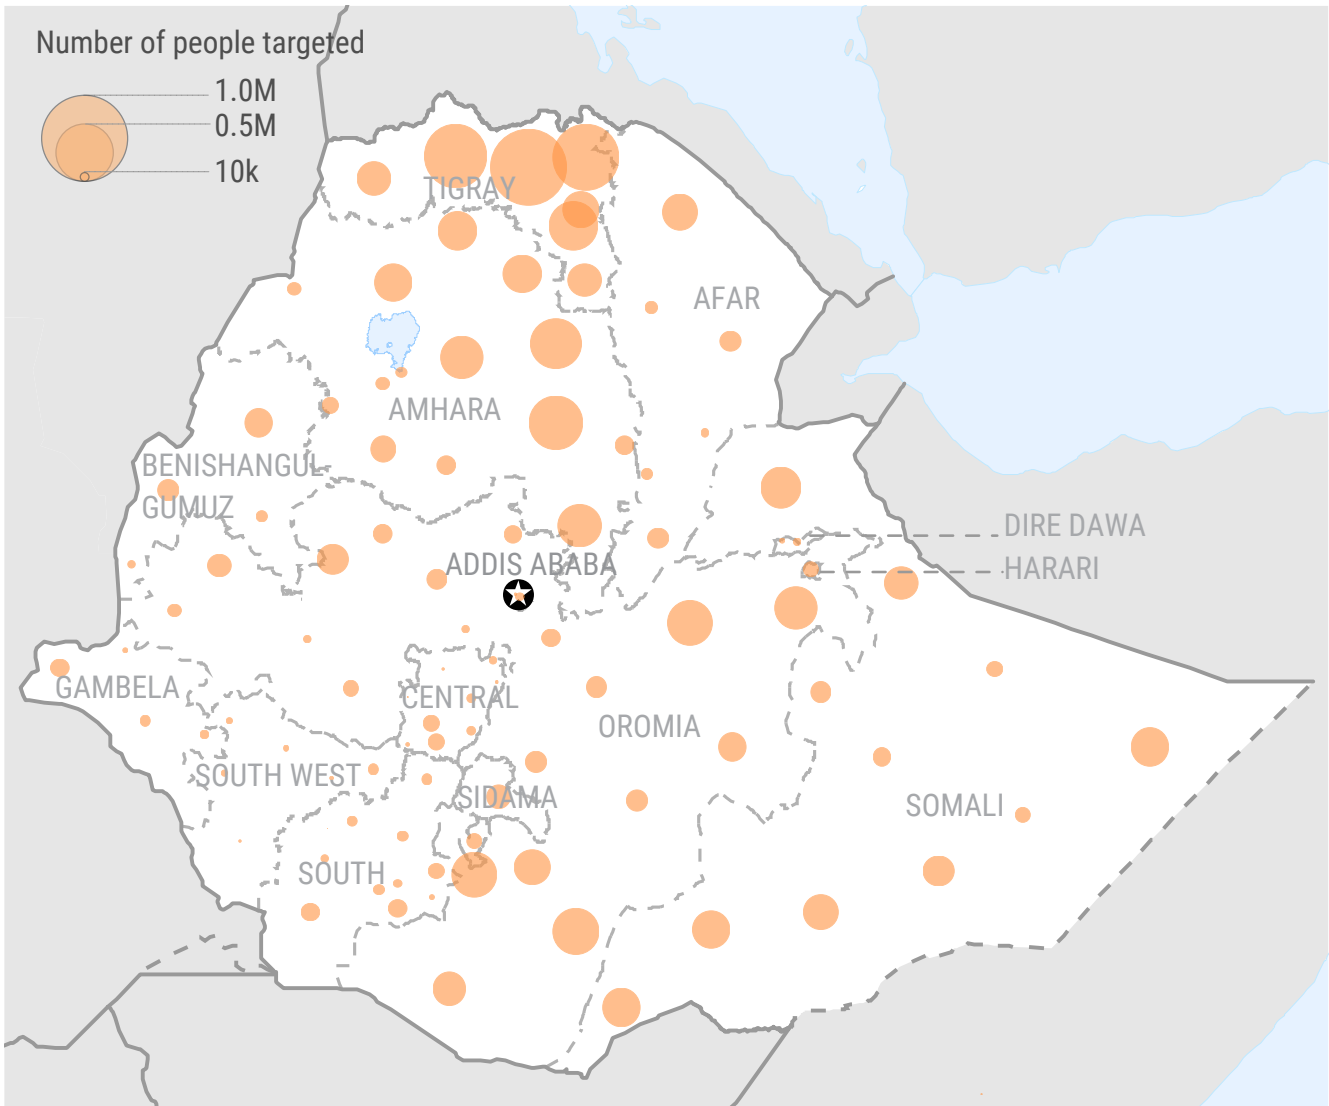 Number of people targeted
1.0M
0.5M
10k
TIGRAY
AFAR
AMHARA
BENISHANGUL
GUMUZ
DIRE DAWA
ADDIS ABABA
HARARI
GAMBELA
CENTRAL
OROMIA
SOUTH WEST
SIDAMA
SOMALI
SOUTH